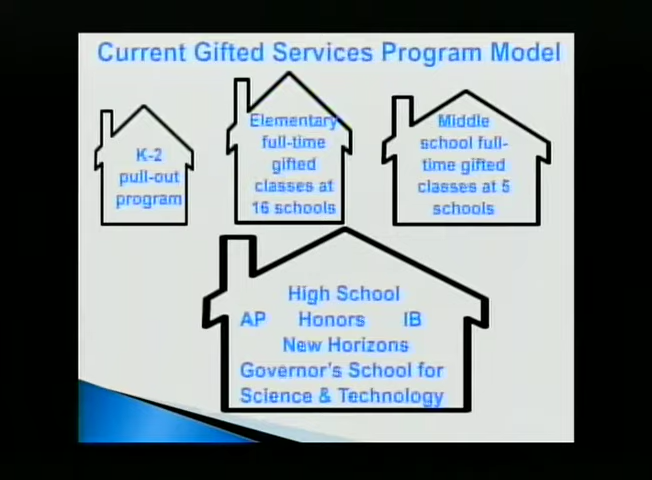 Current Gifted Services Program Model
K-2
pull-out
program
Elementary
full-time
gifted
classes at
16 schools
Middle
school full-
time gifted
classes at 5
schools
High School
AP Honors IB
New Horizons
Governor's School for
Science & Technology